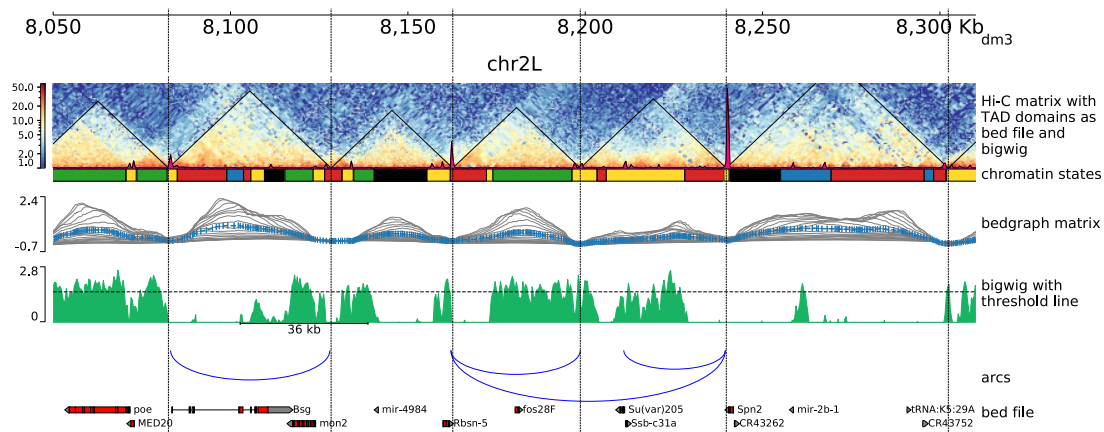 8,050 8,100 8,150 8,200 8,250 8,300 Kb
dm3
chr2L
50.0
20.0
10.0
5.0
2.0
1.0
Hi-C matrix with
TAD domains as
bed file and
bigwig
chromatin states
2.4
-0.7
bedgraph matrix
2.8
0
bigwig with
threshold line
36 kb
arcs
poe Bsg mir-4984 fos28F Su(var)205 Spn2 mir-2b-1 tRNA:K5:29A
bed file
MED20 mon2 Rbsn-5 Ssb-c31a CR43262 CR43752